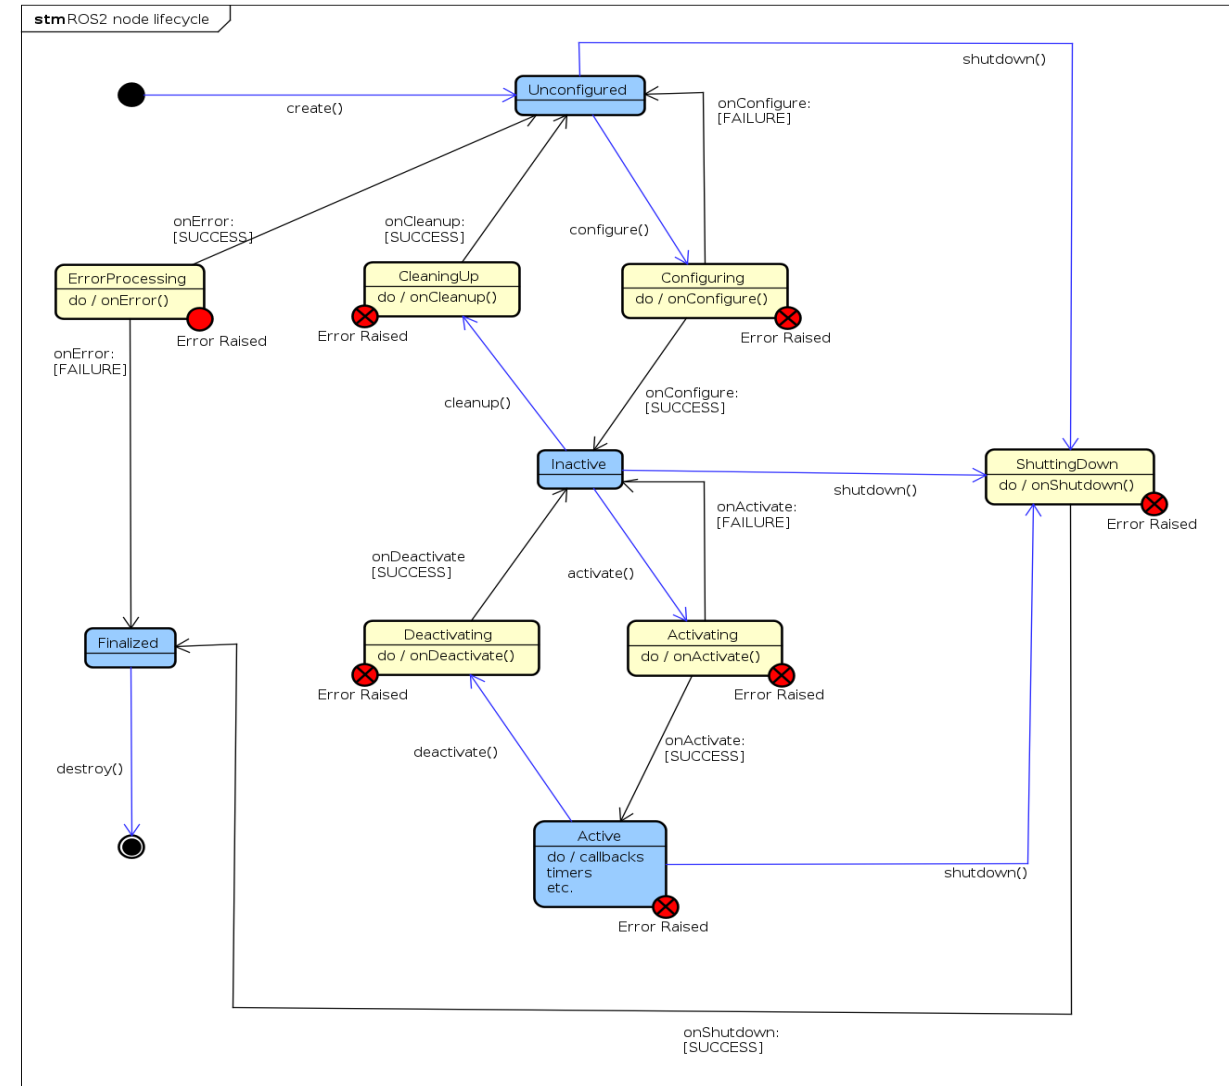 stm ROS2 node lifecycle
shutdown()
Unconfigured
create()
onConfigure:
[FAILURE]
onError:
[SUCCESS]
onCleanup:
[SUCCESS]
configure()
ErrorProcessing
do / onError()
Error Raised
CleaningUp
do / onCleanup()
Error Raised
Configuring
do / onConfigure()
Error Raised
onError:
[FAILURE]
cleanup()
onConfigure:
[SUCCESS]
Inactive
shutdown()
ShuttingDown
do / onShutdown()
Error Raised
onActivate:
[FAILURE]
onDeactivate
[SUCCESS]
activate()
Finalized
Deactivating
do / onDeactivate()
Error Raised
Activating
do / onActivate()
Error Raised
deactivate()
onActivate:
[SUCCESS]
destroy()
Active
do / callbacks
timers
etc.
Error Raised
shutdown()
onShutdown:
[SUCCESS]